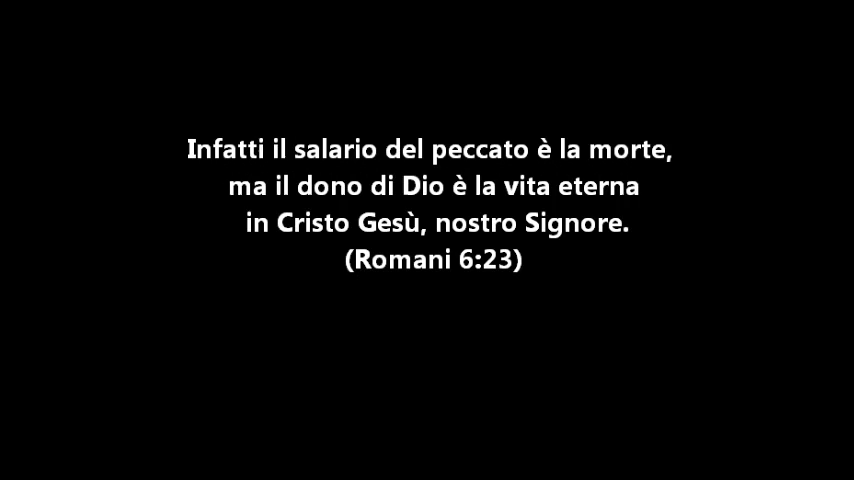 Infatti il salario del peccato è la morte,
ma il dono di Dio è la vita eterna
in Cristo Gesù, nostro Signore.
(Romani 6:23)